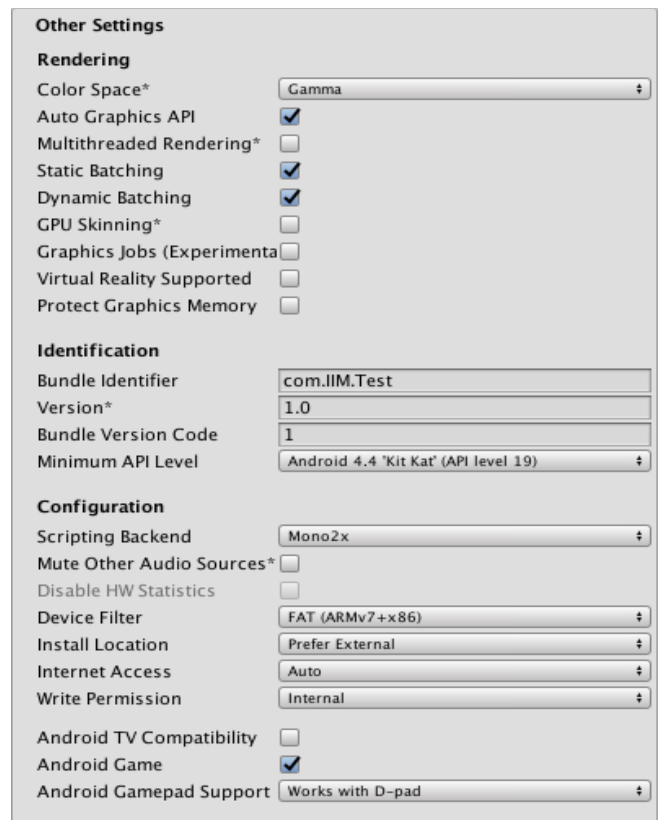 Other Settings
Rendering
Color Space* Gamma
Auto Graphics API
Multithreaded Rendering*
Static Batching
Dynamic Batching
GPU Skinning*
Graphics Jobs (Experimenta
Virtual Reality Supported
Protect Graphics Memory
Identification
Bundle Identifier com.IIM.Test
Version* 1.0
Bundle Version Code 1
Minimum API Level Android 4.4 'Kit Kat' (API level 19)
Configuration
Scripting Backend Mono2x
Mute Other Audio Sources*
Disable HW Statistics
Device Filter FAT (ARMv7+x86)
Install Location Prefer External
Internet Access Auto
Write Permission Internal
Android TV Compatibility
Android Game
Android Gamepad Support Works with D-pad